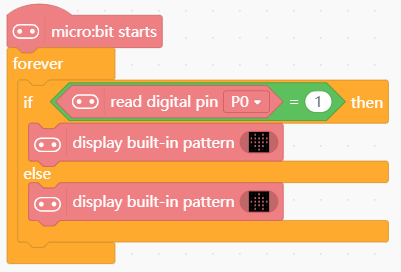 micro:bit starts
forever
if read digital pin P0 = 1 then
display built-in pattern
else
display built-in pattern